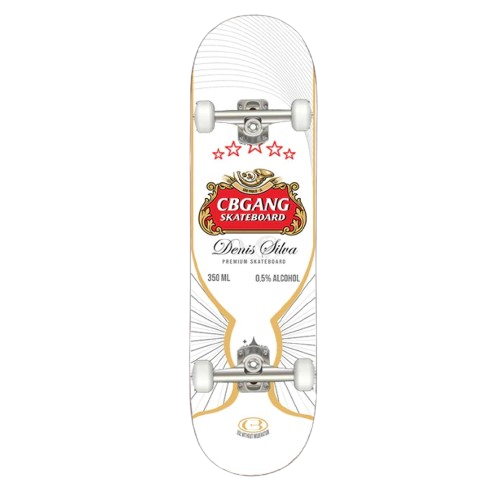 CBGANG
SKATEBOARD
Denis Silva
PREMIUM SKATEBOARD
350 ML
0.5% ALCOHOL